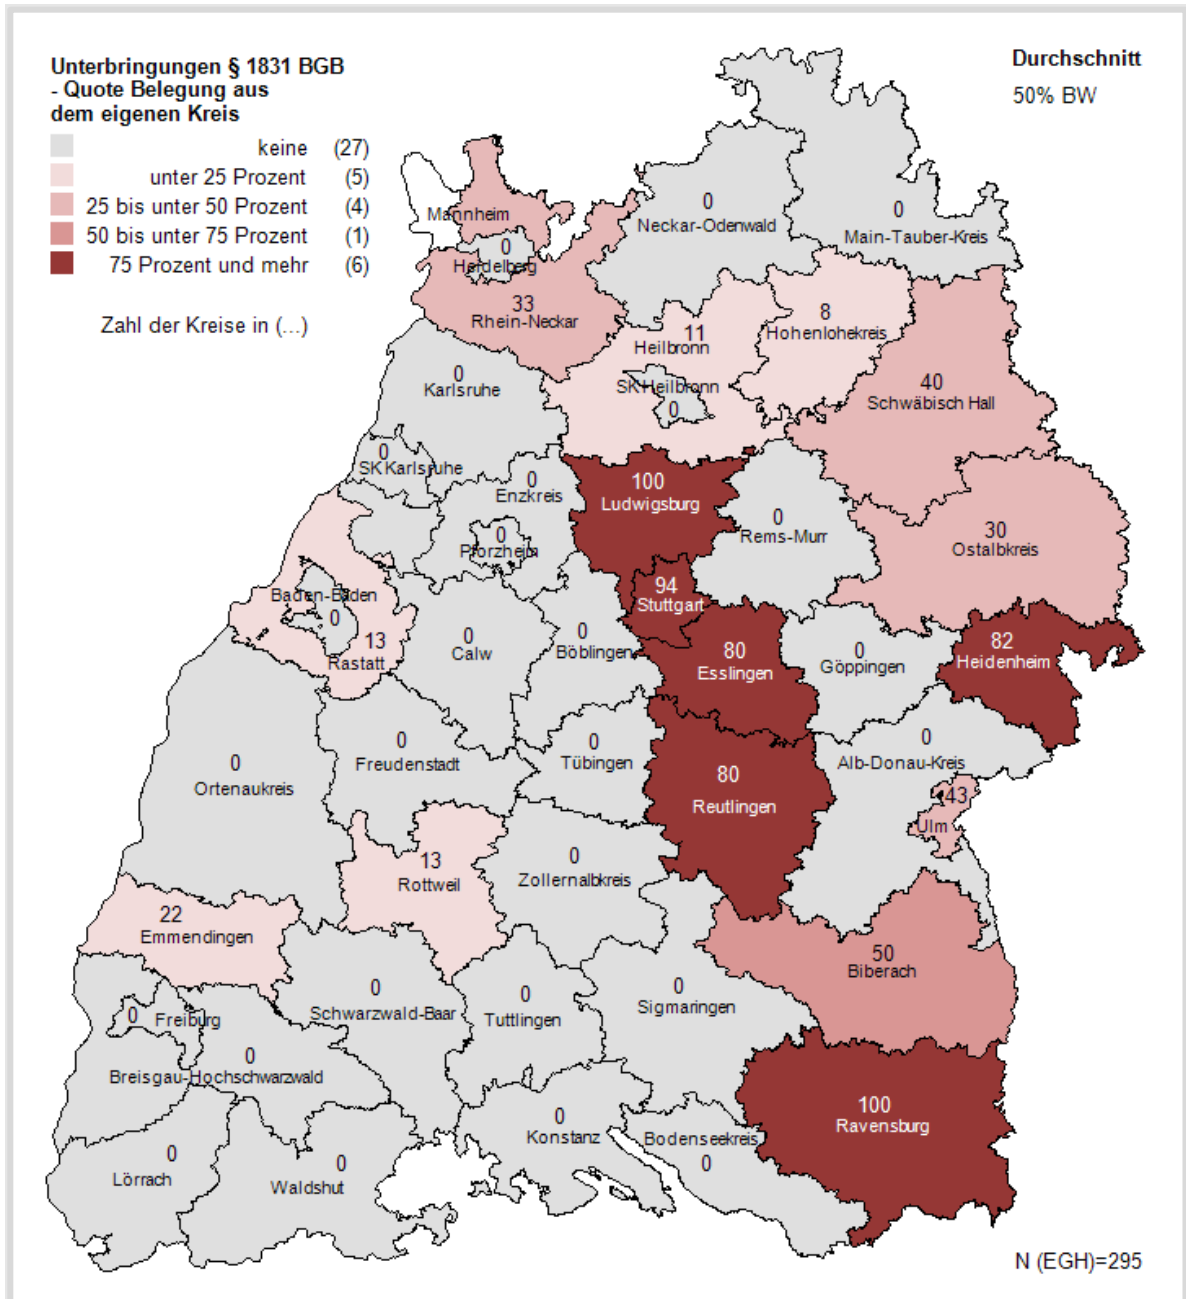 Unterbringungen § 1831 BGB
- Quote Belegung aus
dem eigenen Kreis
keine (27)
unter 25 Prozent (5)
25 bis unter 50 Prozent (4)
50 bis unter 75 Prozent (1)
75 Prozent und mehr (6)
Zahl der Kreise in (...)
Durchschnitt
50% BW
Mannheim
0
Heidelberg
33
Rhein-Neckar
0
Neckar-Odenwald
0
Main-Tauber-Kreis
11
Heilbronn
8
Hohenlohekreis
SK Heilbronn
0
40
Schwäbisch Hall
0
Karlsruhe
0
SK Karlsruhe
0
Enzkreis
0
Pforzheim
100
Ludwigsburg
0
Rems-Murr
30
Ostalbkreis
94
Stuttgart
Baden-Baden
0
13
Rastatt
0
Calw
0
Böblingen
80
Esslingen
0
Göppingen
82
Heidenheim
0
Ortenaukreis
0
Freudenstadt
0
Tübingen
80
Reutlingen
0
Alb-Donau-Kreis
43
Ulm
13
Rottweil
0
Zollernalbkreis
22
Emmendingen
50
Biberach
0
Freiburg
0
Breisgau-Hochschwarzwald
0
Schwarzwald-Baar
0
Tuttlingen
0
Sigmaringen
0
Lörrach
0
Waldshut
0
Konstanz
Bodenseekreis
0
100
Ravensburg
N (EGH)=295